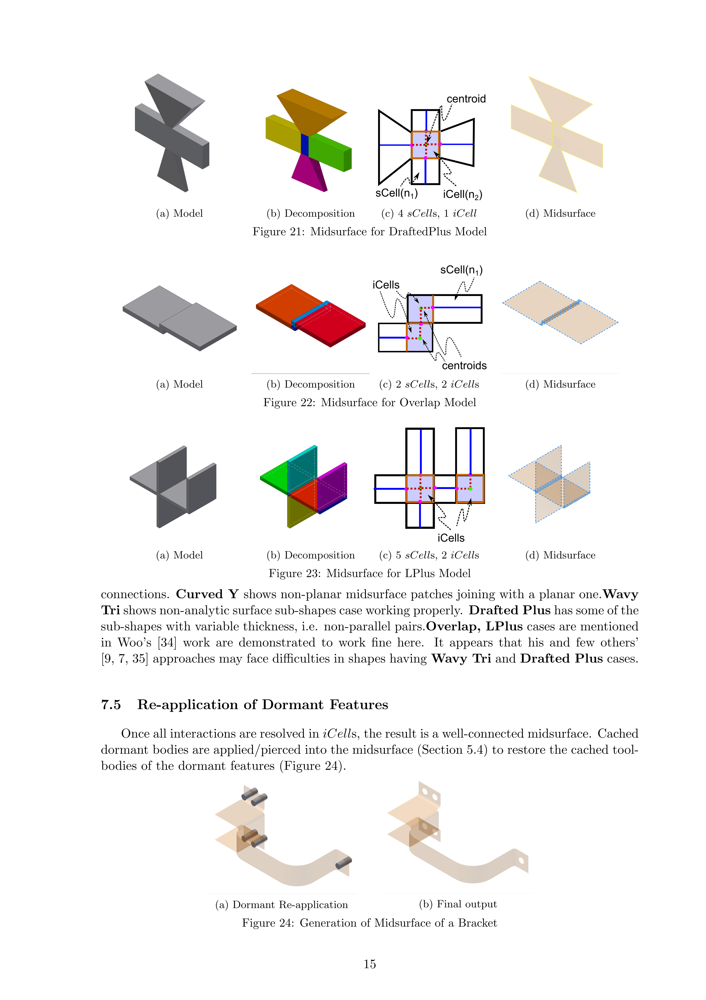 centroid
sCell(n1)
iCell(n2)
(a) Model
(b) Decomposition
(c) 4 sCells, 1 iCell
(d) Midsurface
Figure 21: Midsurface for DraftedPlus Model
sCell(n1)
iCells
centroids
(a) Model
(b) Decomposition
(c) 2 sCells, 2 iCells
(d) Midsurface
Figure 22: Midsurface for Overlap Model
iCells
(a) Model
(b) Decomposition
(c) 5 sCells, 2 iCells
(d) Midsurface
Figure 23: Midsurface for LPlus Model
connections. Curved Y shows non-planar midsurface patches joining with a planar one.Wavy
Tri shows non-analytic surface sub-shapes case working properly. Drafted Plus has some of the
sub-shapes with variable thickness, i.e. non-parallel pairs.Overlap, LPlus cases are mentioned
in Woo's [34] work are demonstrated to work fine here. It appears that his and few others'
[9, 7, 35] approaches may face difficulties in shapes having Wavy Tri and Drafted Plus cases.
7.5 Re-application of Dormant Features
Once all interactions are resolved in iCells, the result is a well-connected midsurface. Cached
dormant bodies are applied/pierced into the midsurface (Section 5.4) to restore the cached tool-
bodies of the dormant features (Figure 24).
(a) Dormant Re-application
(b) Final output
Figure 24: Generation of Midsurface of a Bracket
15